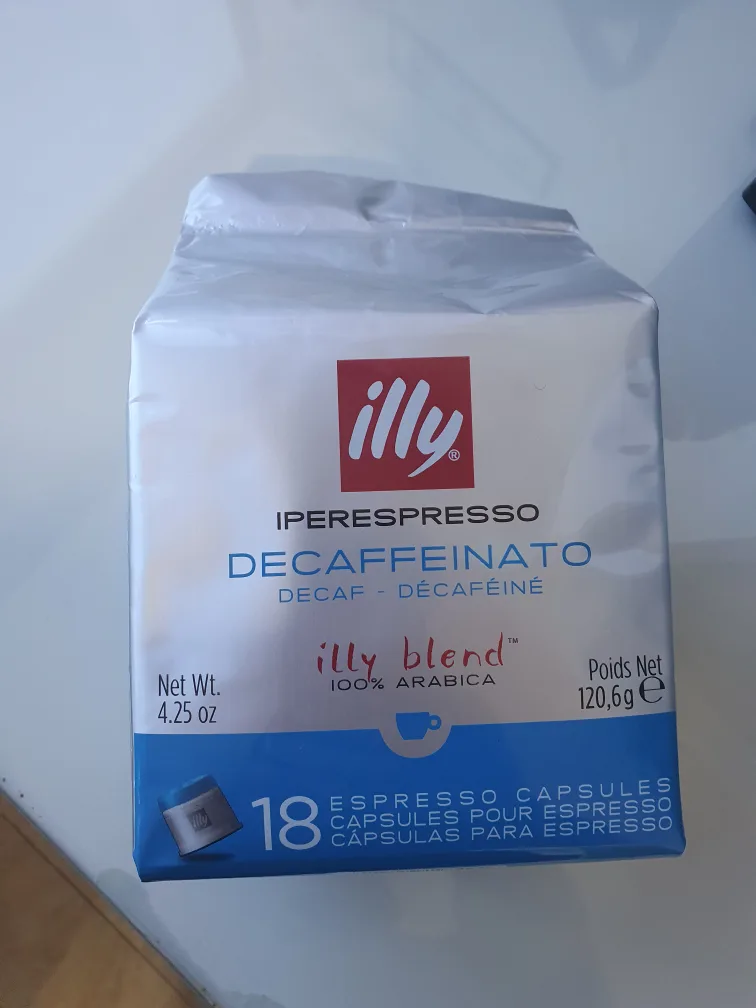 illy®
IPERESPRESSO
DECAFFEINATO
DECAF - DÉCAFÉINÉ
illy blend™
100% ARABICA
Net Wt.
4.25 oz
Poids Net
120,6g ℮
illy
18
ESPRESSO CAPSULES
CAPSULES POUR ESPRESSO
CÁPSULAS PARA ESPRESSO